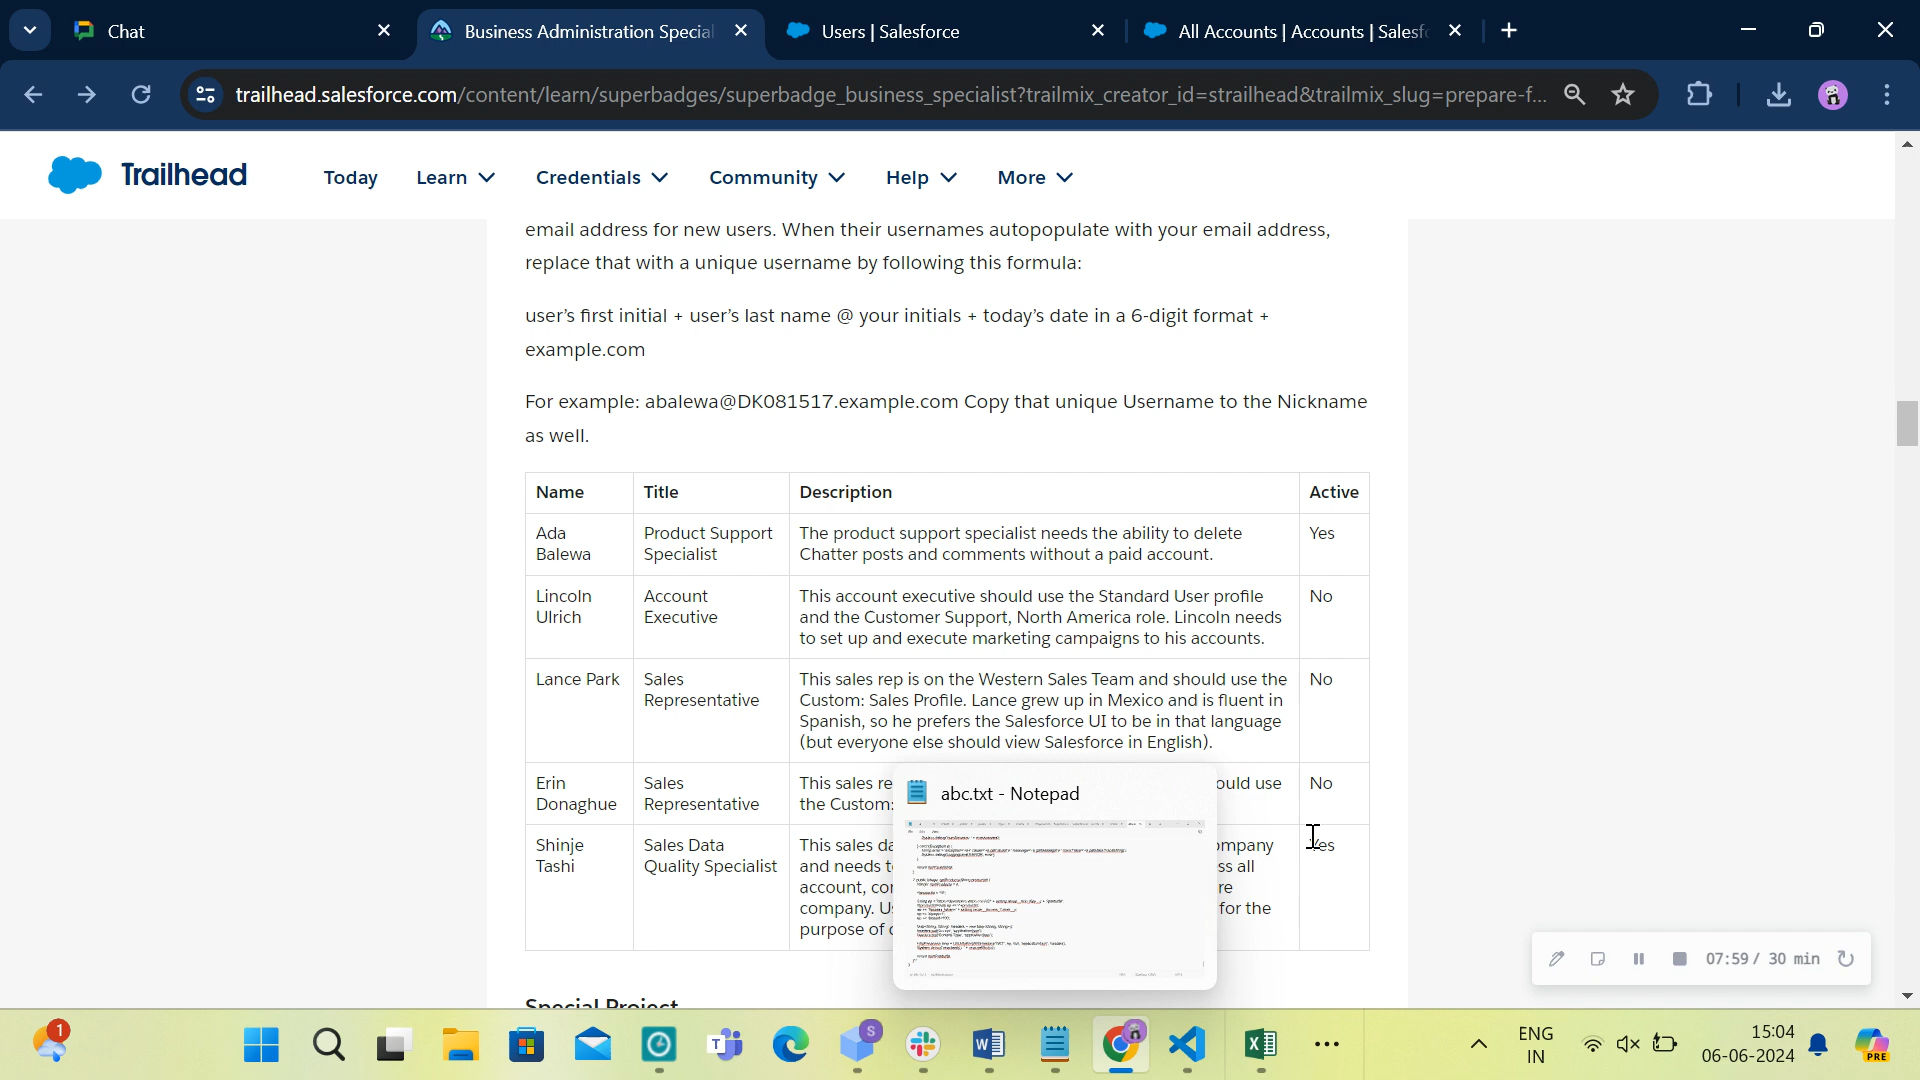 Chat
Business Administration Special
Users | Salesforce
All Accounts | Accounts | Salesf
trailhead.salesforce.com/content/learn/superbadges/superbadge_business_specialist?trailmix_creator_id=strailhead&trailmix_slug=prepare-f...
Trailhead
Today
Learn
Credentials
Community
Help
More
email address for new users. When their usernames autopopulate with your email address,
replace that with a unique username by following this formula:
user's first initial + user's last name @ your initials + today's date in a 6-digit format +
example.com
For example: abalewa@DK081517.example.com Copy that unique Username to the Nickname
as well.
Name Title Description Active
Ada Balewa
Product Support Specialist
The product support specialist needs the ability to delete
Chatter posts and comments without a paid account.
Yes
Lincoln Ulrich
Account Executive
This account executive should use the Standard User profile
and the Customer Support, North America role. Lincoln needs
to set up and execute marketing campaigns to his accounts.
No
Lance Park
Sales Representative
This sales rep is on the Western Sales Team and should use the
Custom: Sales Profile. Lance grew up in Mexico and is fluent in
Spanish, so he prefers the Salesforce UI to be in that language
(but everyone else should view Salesforce in English).
No
Erin Donaghue
Sales Representative
This sales re
ould use
the Custom:
No
Shinje Tashi
Sales Data Quality Specialist
This sales da
ompany
and needs t
ss all
account, co
re
company. U
for the
purpose of
Yes
abc.txt - Notepad
Special Project
07:59 / 30 min
1
S
ENG
IN
15:04
06-06-2024
PRE